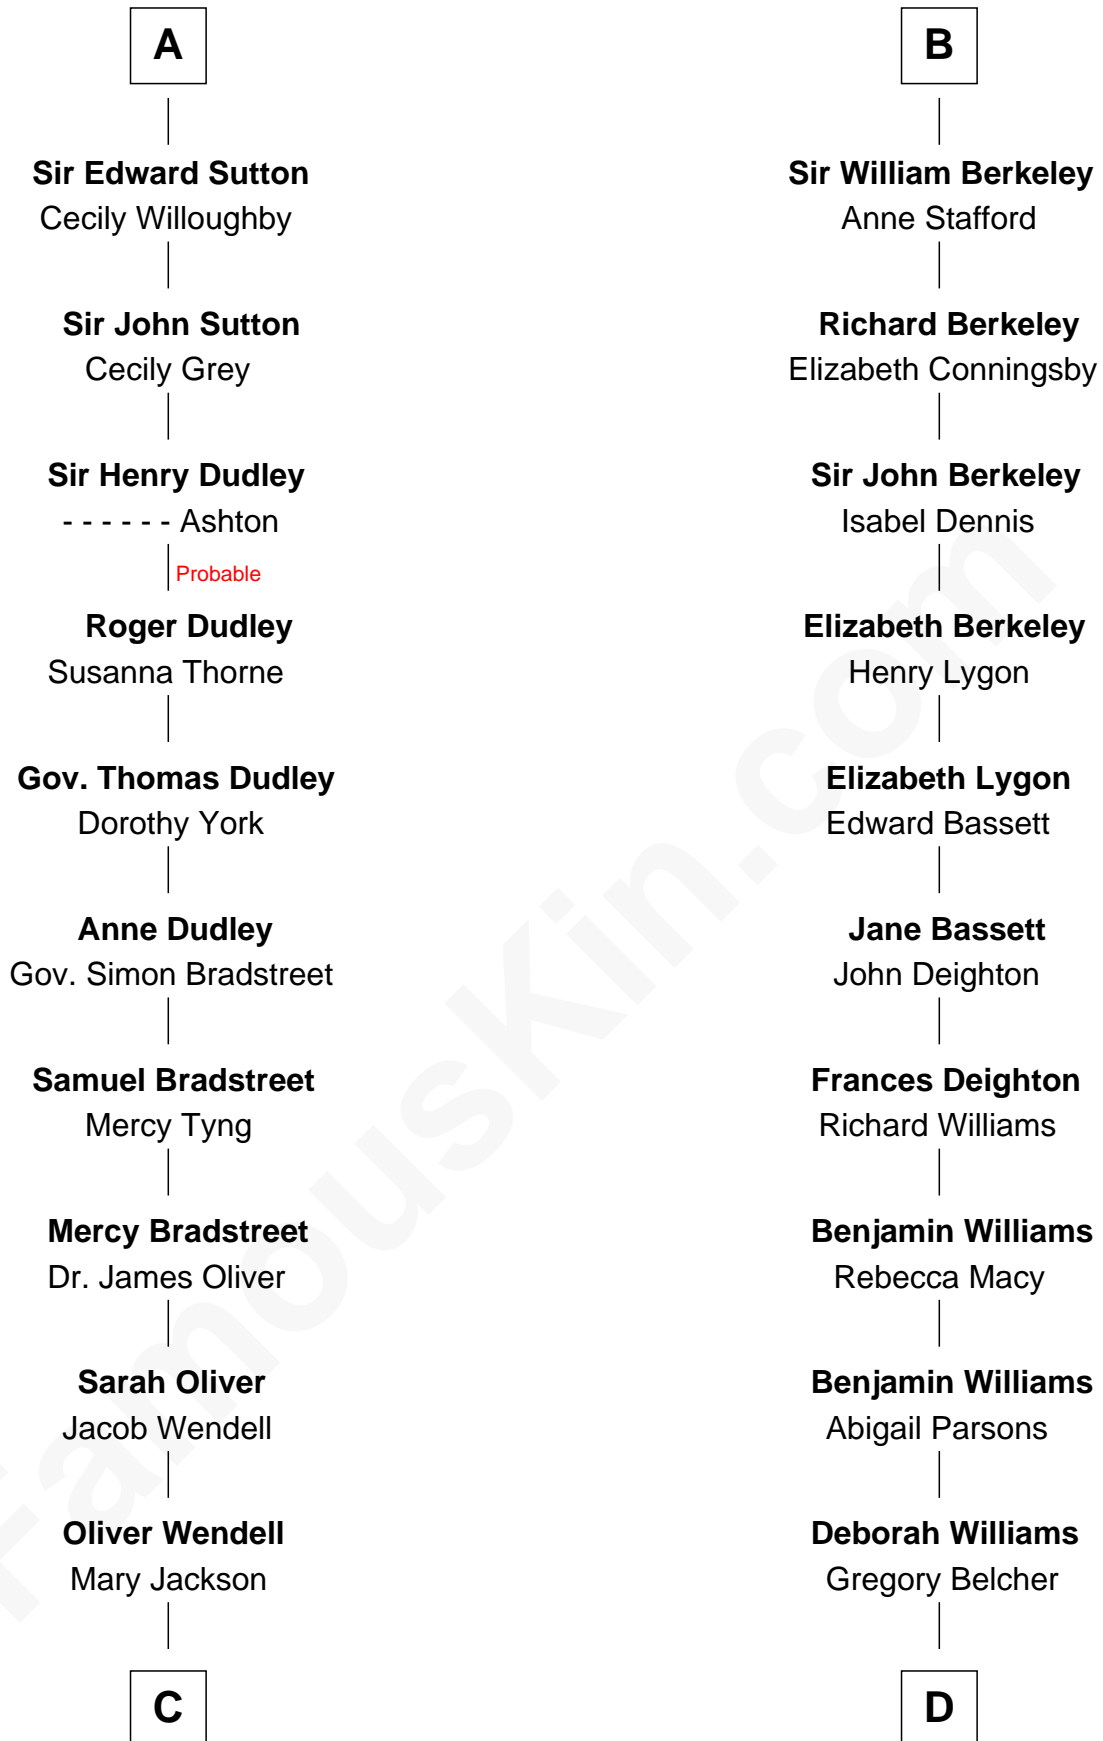 A
Sir Edward Sutton
Cecily Willoughby
Sir John Sutton
Cecily Grey
Sir Henry Dudley
- - - - - - Ashton
Probable
Roger Dudley
Susanna Thorne
Gov. Thomas Dudley
Dorothy York
Anne Dudley
Gov. Simon Bradstreet
Samuel Bradstreet
Mercy Tyng
Mercy Bradstreet
Dr. James Oliver
Sarah Oliver
Jacob Wendell
Oliver Wendell
Mary Jackson
C
B
Sir William Berkeley
Anne Stafford
Richard Berkeley
Elizabeth Conningsby
Sir John Berkeley
Isabel Dennis
Elizabeth Berkeley
Henry Lygon
Elizabeth Lygon
Edward Bassett
Jane Bassett
John Deighton
Frances Deighton
Richard Williams
Benjamin Williams
Rebecca Macy
Benjamin Williams
Abigail Parsons
Deborah Williams
Gregory Belcher
D
FamousKin.com